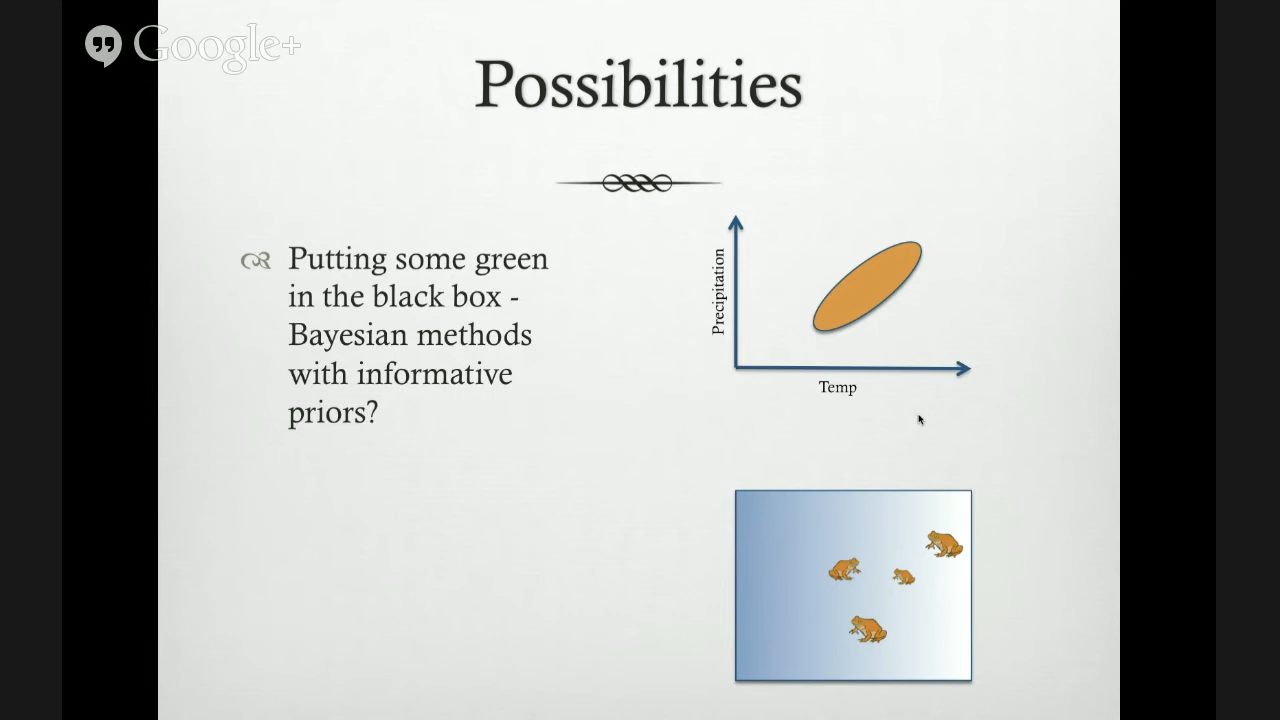 Google+
Possibilities
Putting some green
in the black box -
Bayesian methods
with informative
priors?
Precipitation
Temp